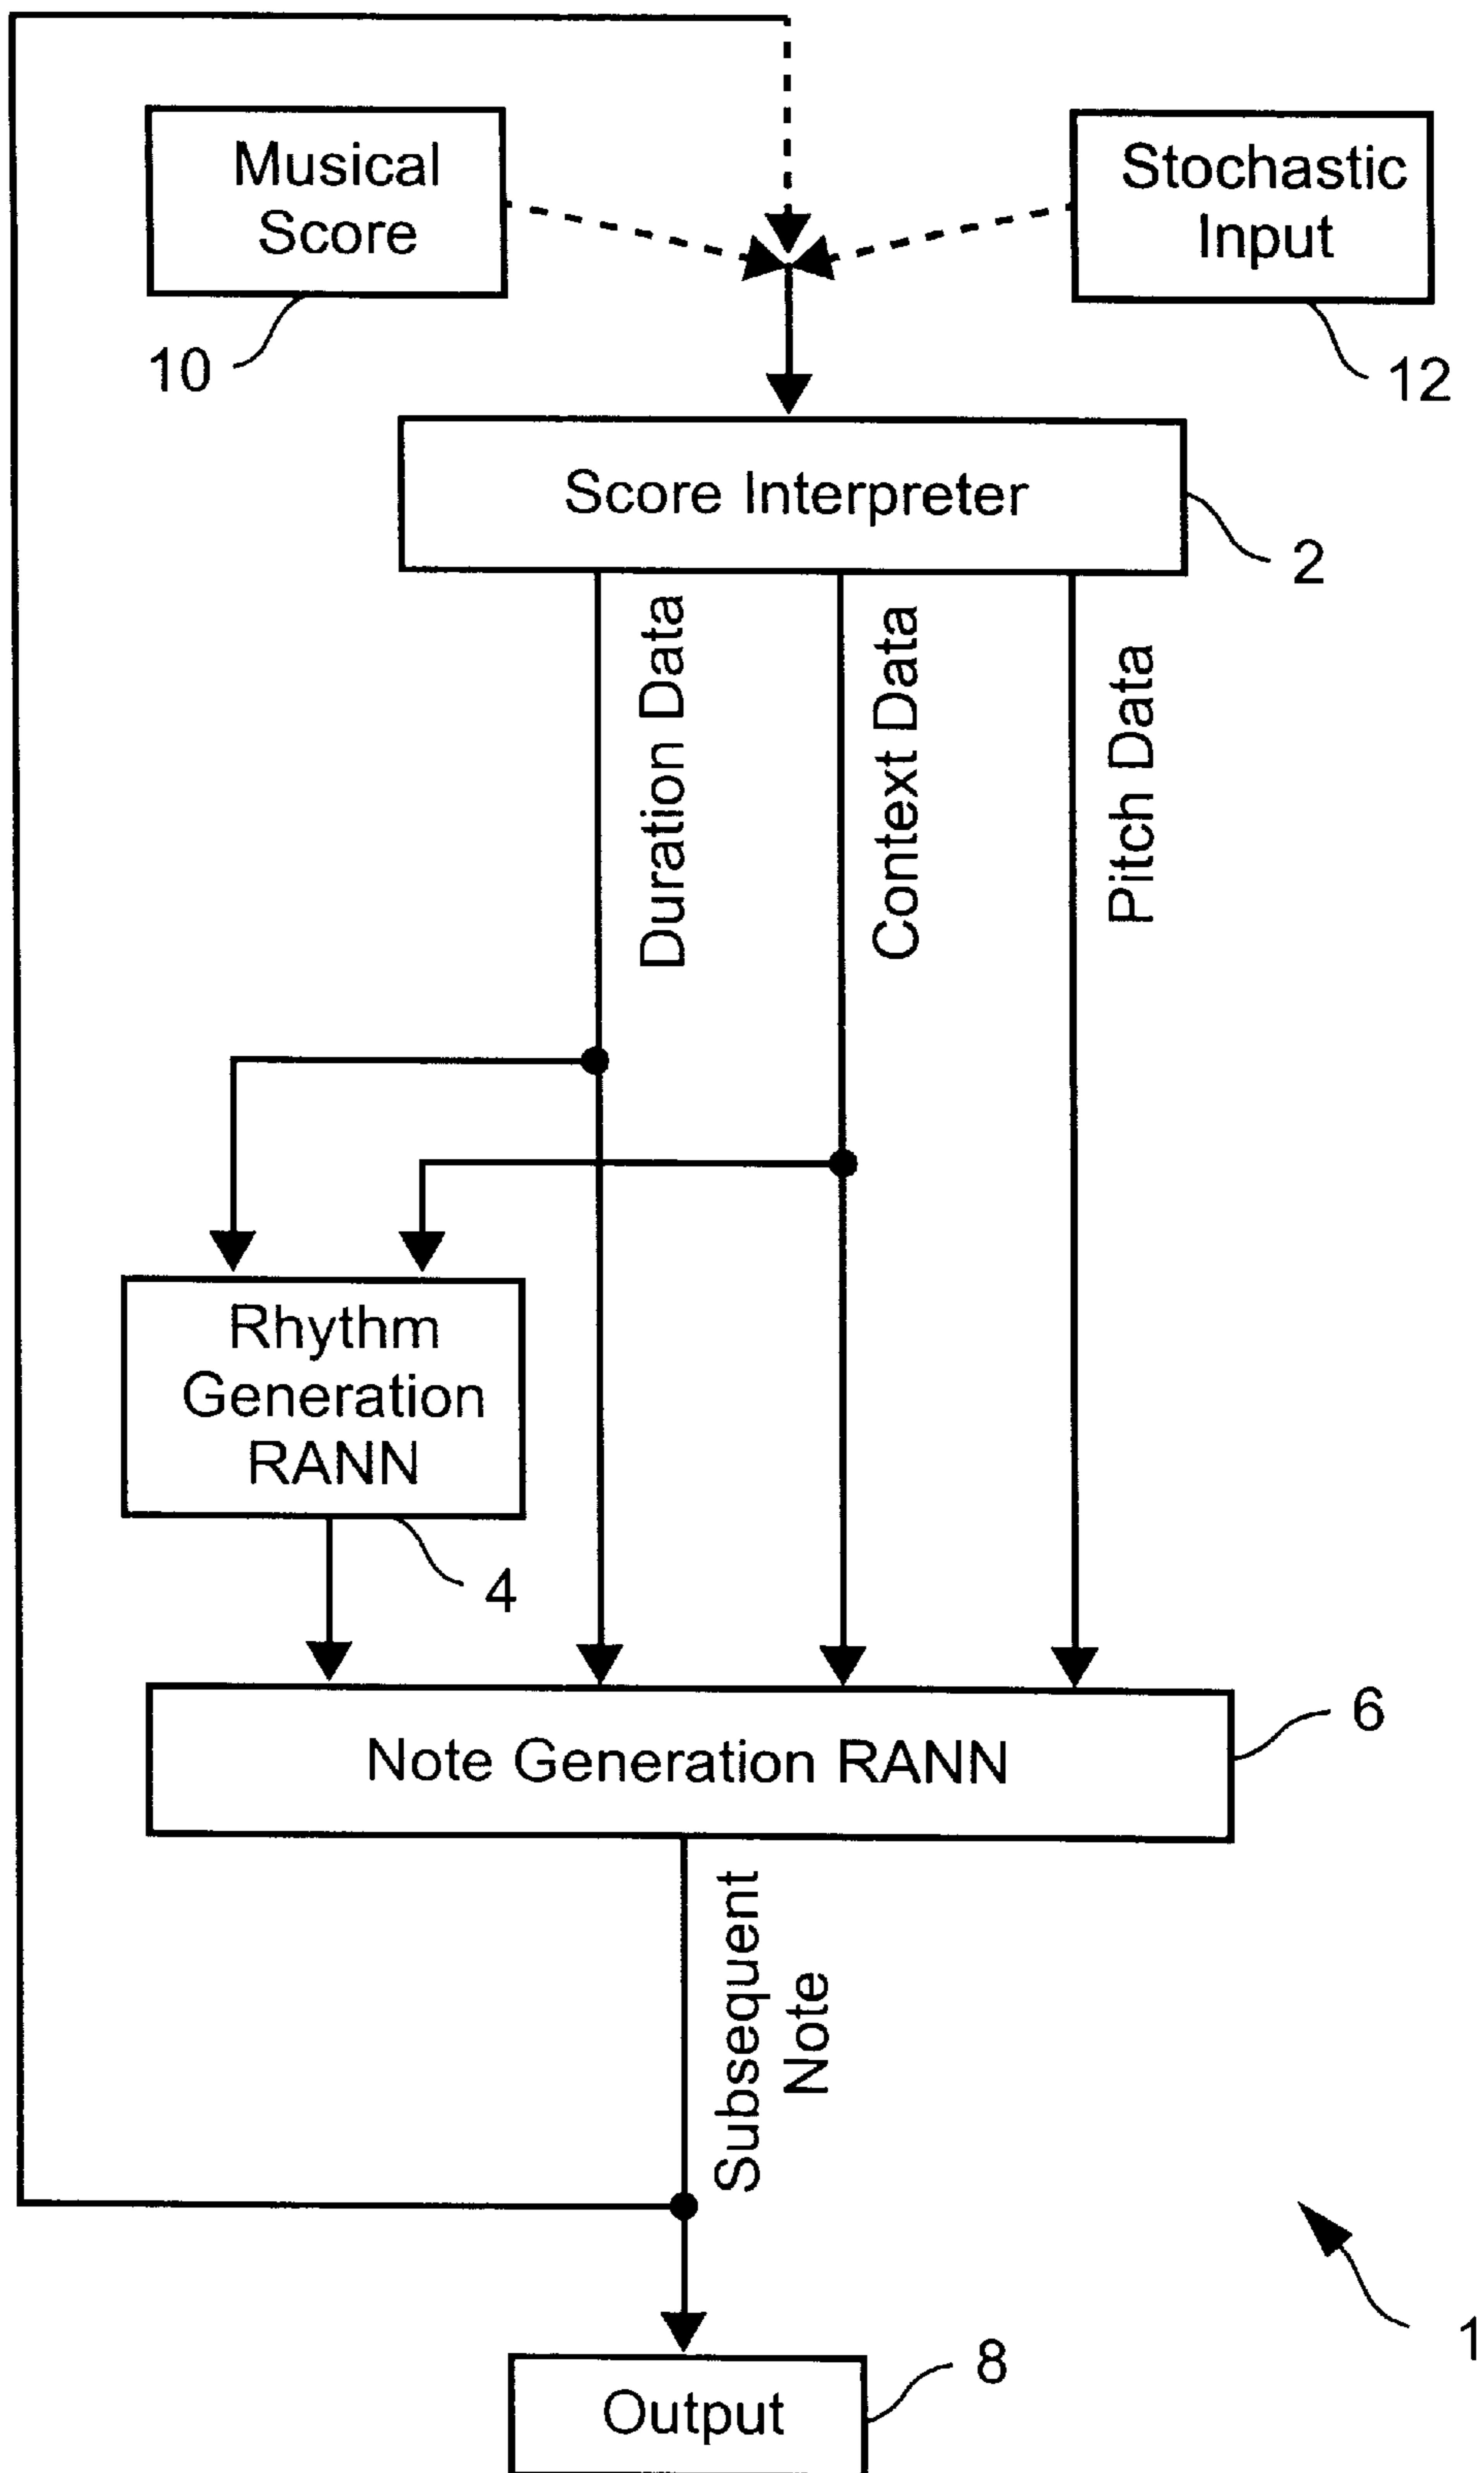 Musical
Score
Stochastic
Input
10
12
Score Interpreter
2
Duration Data
Context Data
Pitch Data
Rhythm
Generation
RANN
4
Note Generation RANN
6
Subsequent
Note
1
Output
8